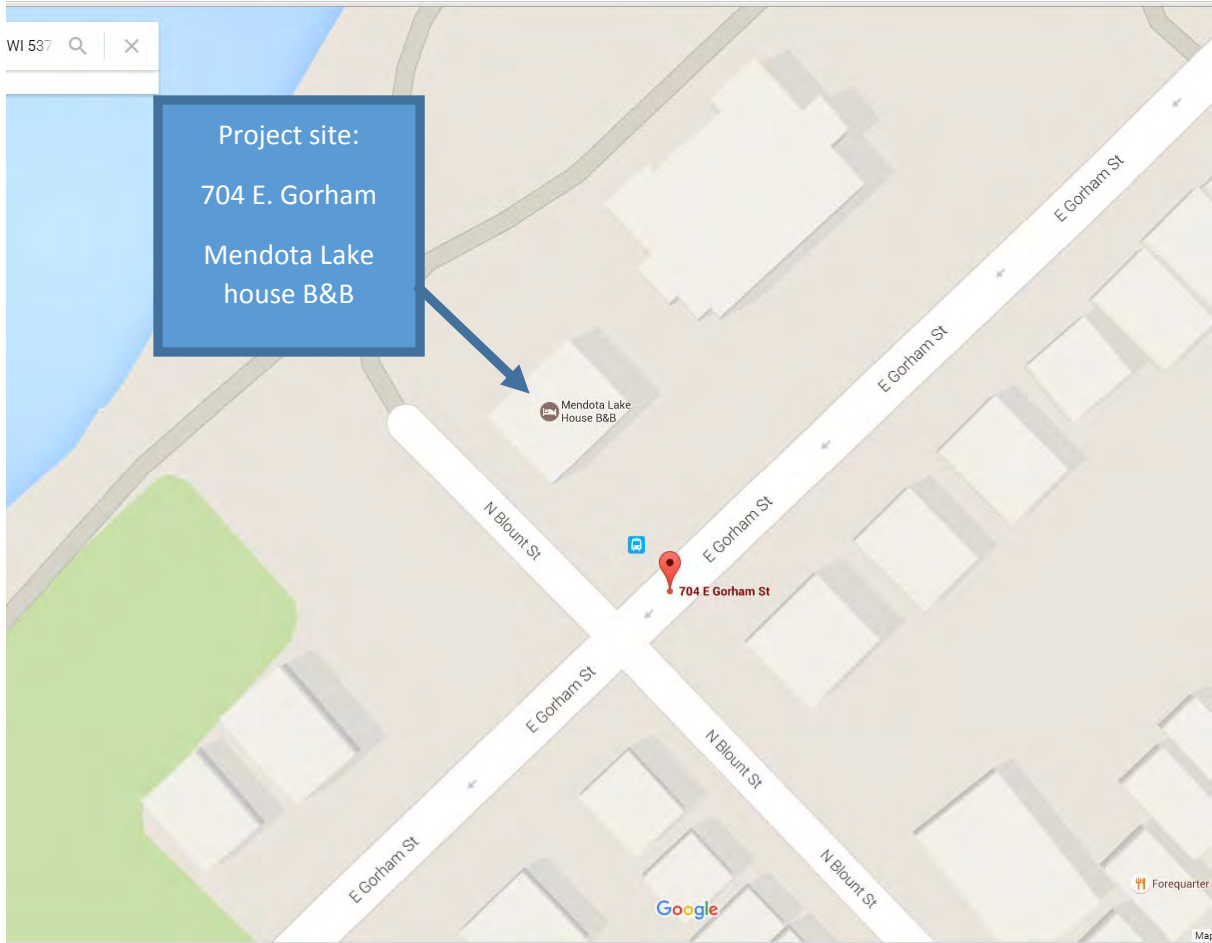 WI 537
Project site:
704 E. Gorham
Mendota Lake
house B&B
E Gorham St
E Gorham St
Mendota Lake
House B&B
E Gorham St
N Blount St
704 E Gorham St
E Gorham St
N Blount St
E Gorham St
N Blount St
Forequarter
Google
Map